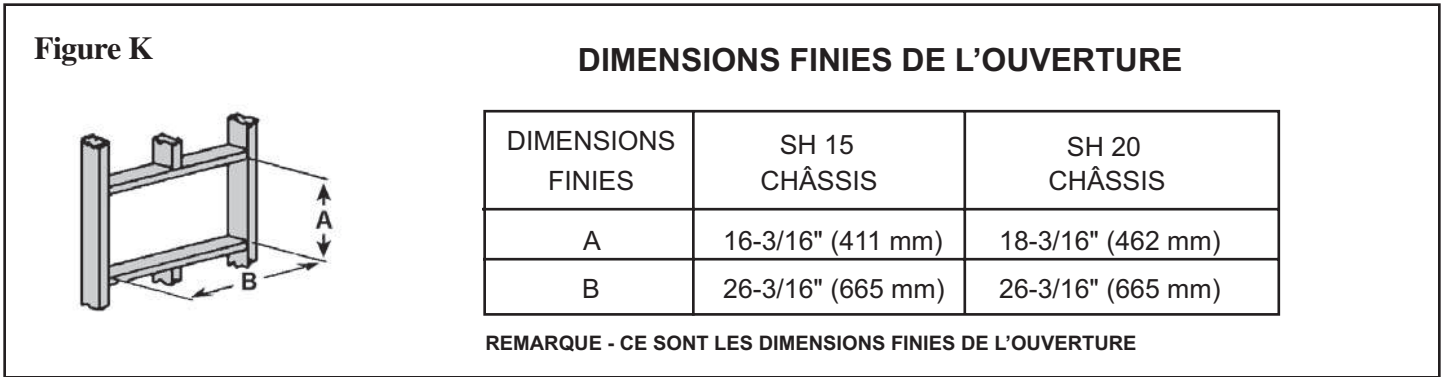 Figure K
DIMENSIONS FINIES DE L’OUVERTURE
A
B
DIMENSIONS FINIES
SH 15 CHÂSSIS
SH 20 CHÂSSIS
A 16-3/16" (411 mm) 18-3/16" (462 mm)
B 26-3/16" (665 mm) 26-3/16" (665 mm)
REMARQUE - CE SONT LES DIMENSIONS FINIES DE L’OUVERTURE